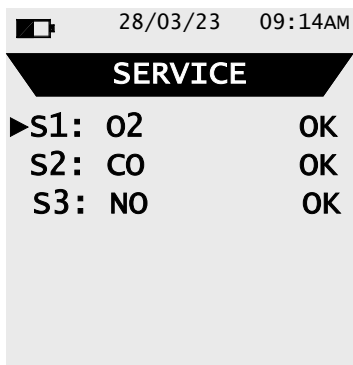 28/03/23 09:14AM
SERVICE
►S1: O2 OK
S2: CO OK
S3: NO OK